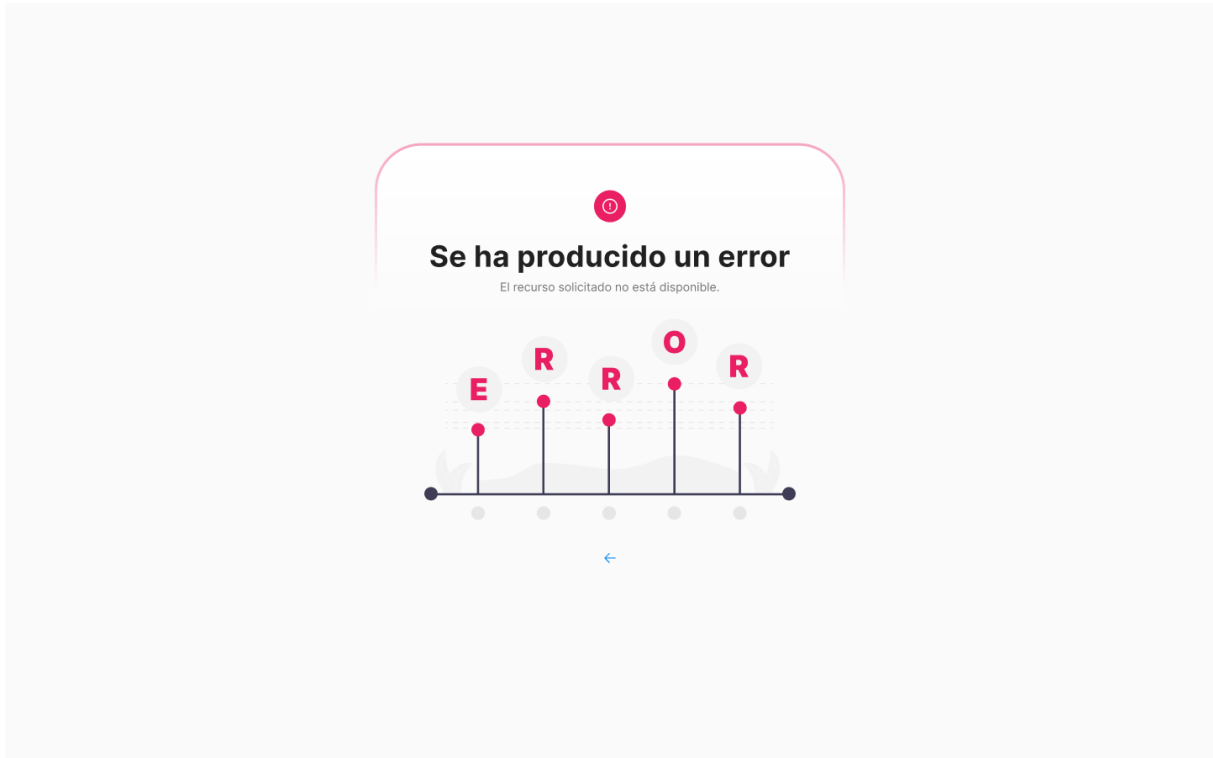 Se ha producido un error
El recurso solicitado no está disponible.
E R R O R